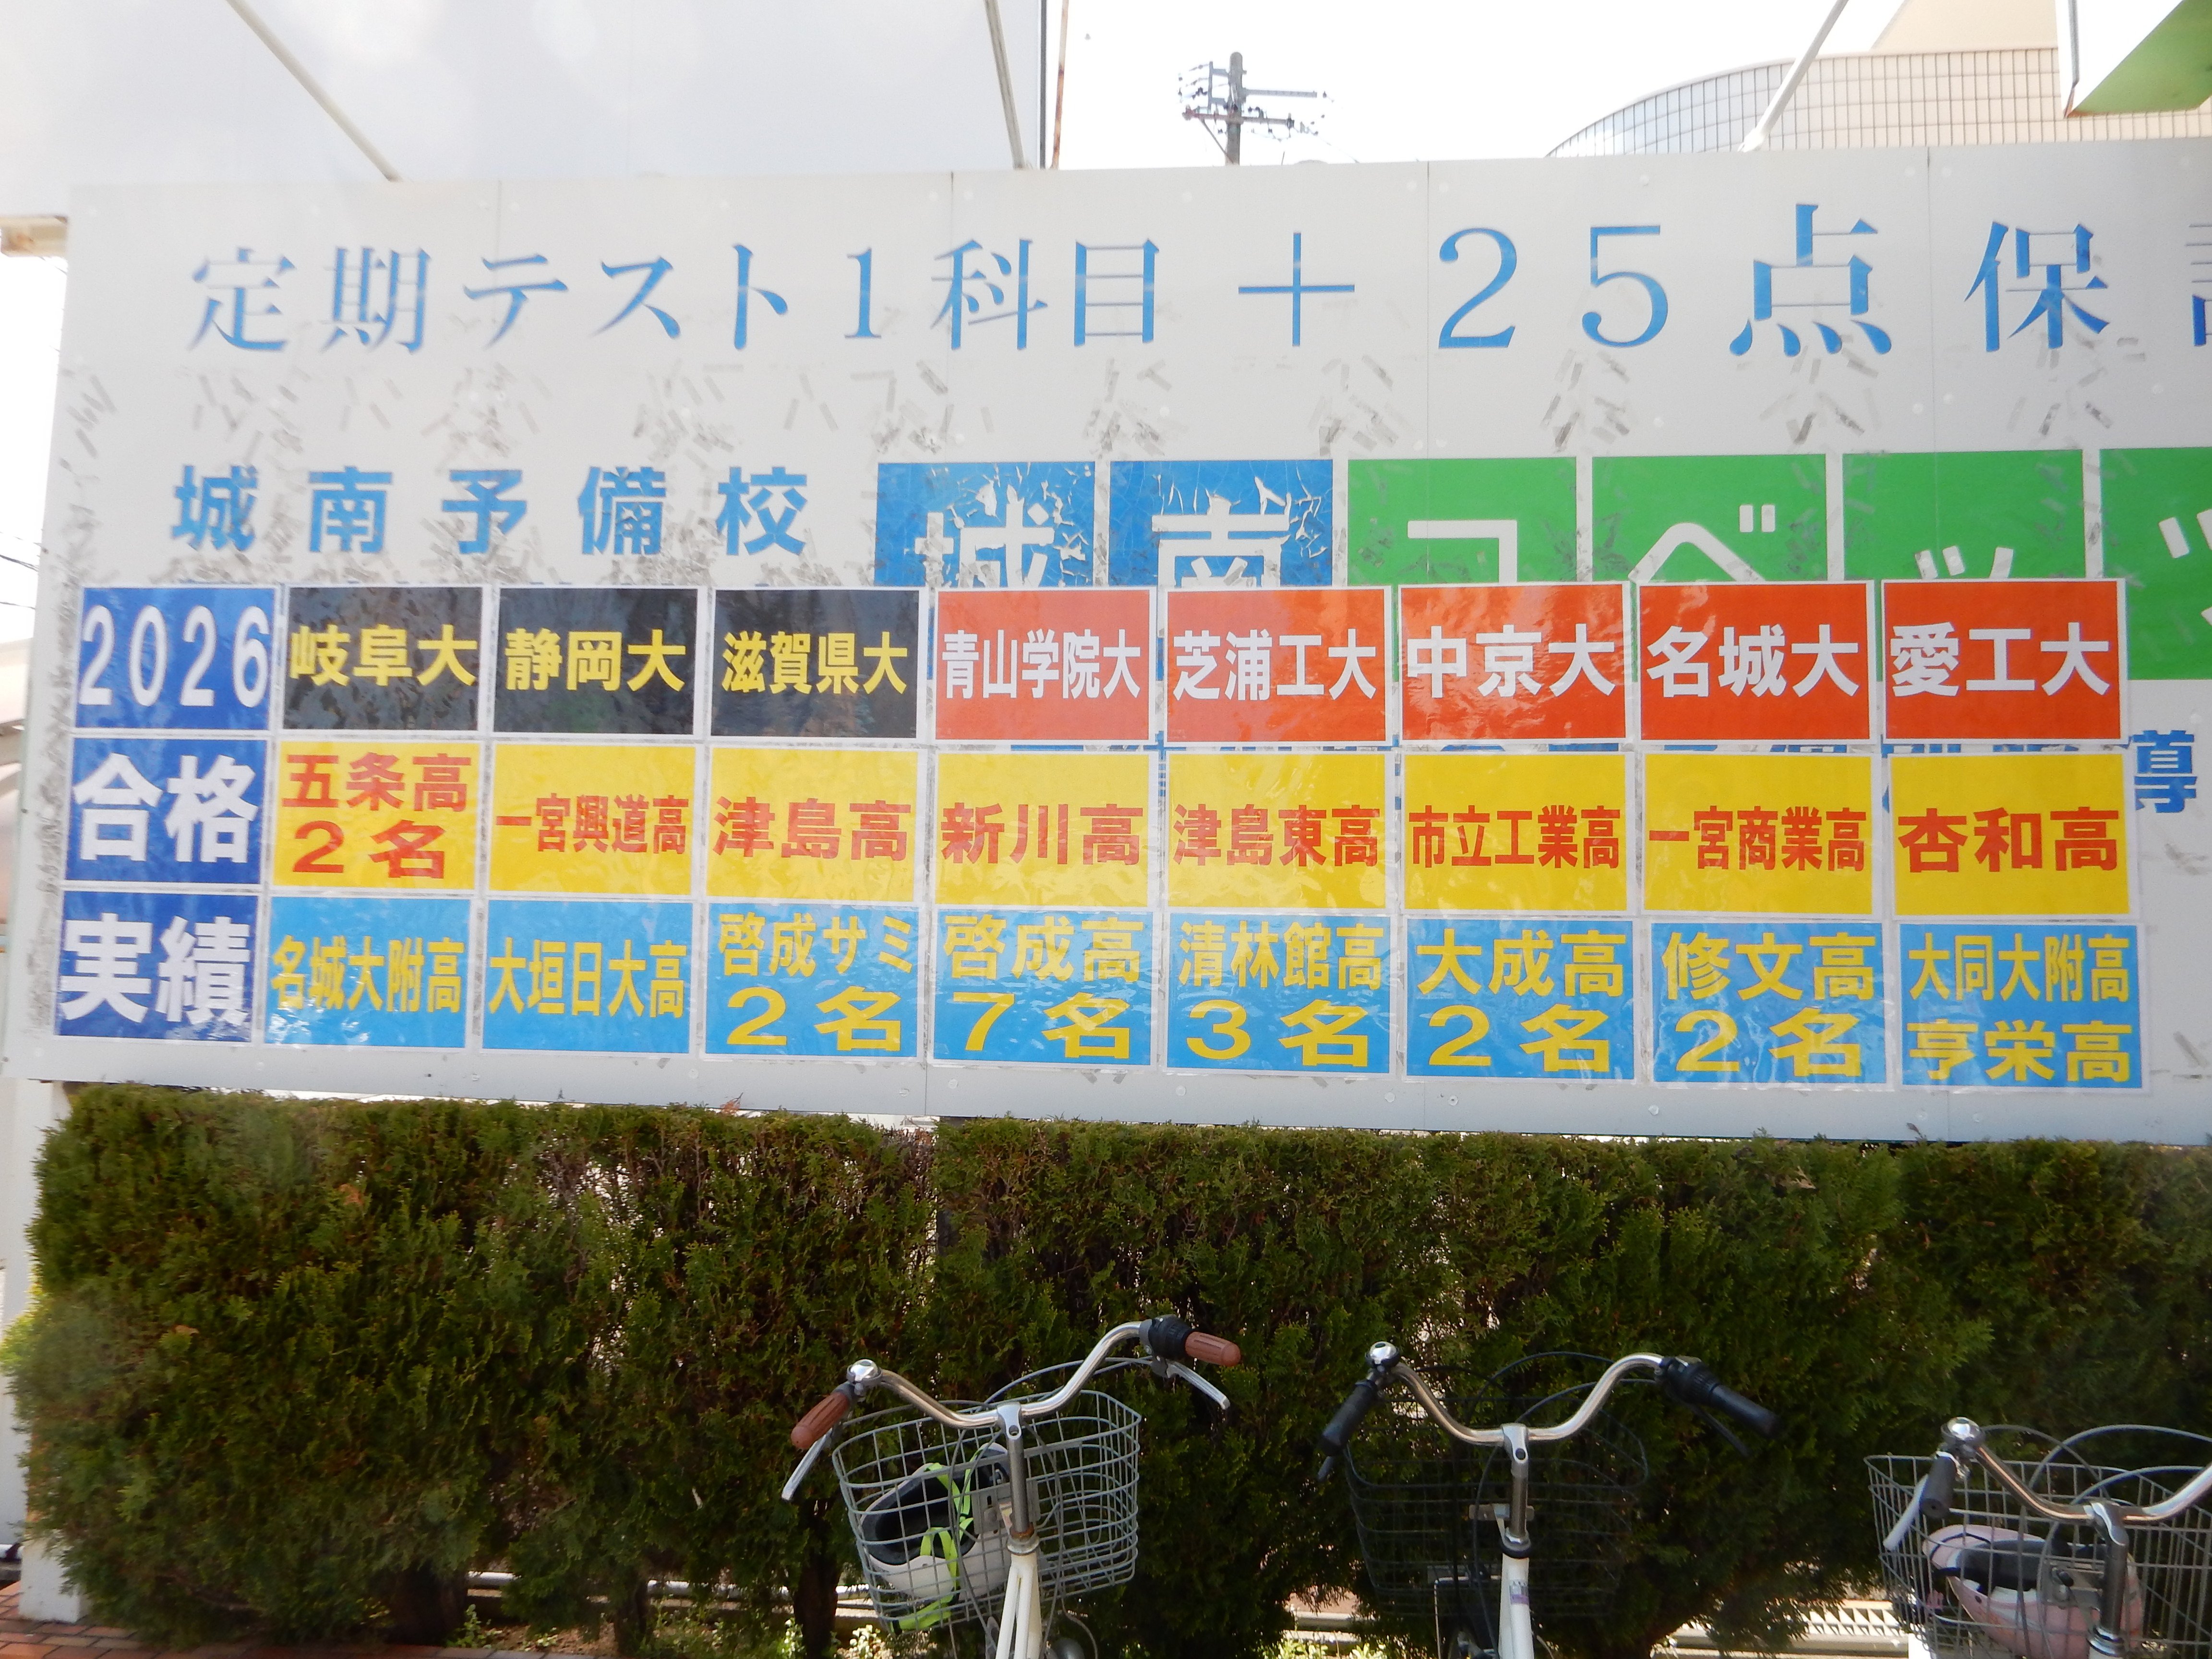 定期テスト1科目＋25点保
城南予備校 城南コベッ
2026 岐阜大 静岡大 滋賀県大 青山学院大 芝浦工大 中京大 名城大 愛工大
合格 五条高 2名 一宮興道高 津島高 新川高 津島東高 市立工業高 一宮商業高 杏和高
実績 名城大附高 大垣日大高 啓成サミ 2名 啓成高 7名 清林館高 3名 大成高 2名 修文高 2名 大同大附高 享栄高
導